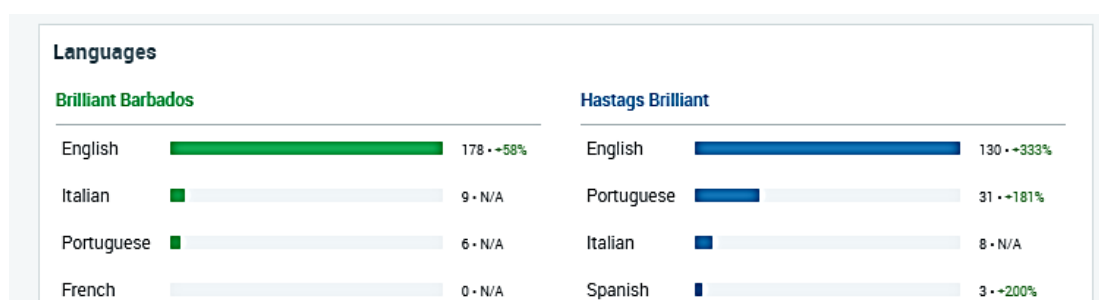 Languages
Brilliant Barbados
English 178 • +58%
Italian 9 • N/A
Portuguese 6 • N/A
French 0 • N/A
Hastags Brilliant
English 130 • +333%
Portuguese 31 • +181%
Italian 8 • N/A
Spanish 3 • +200%